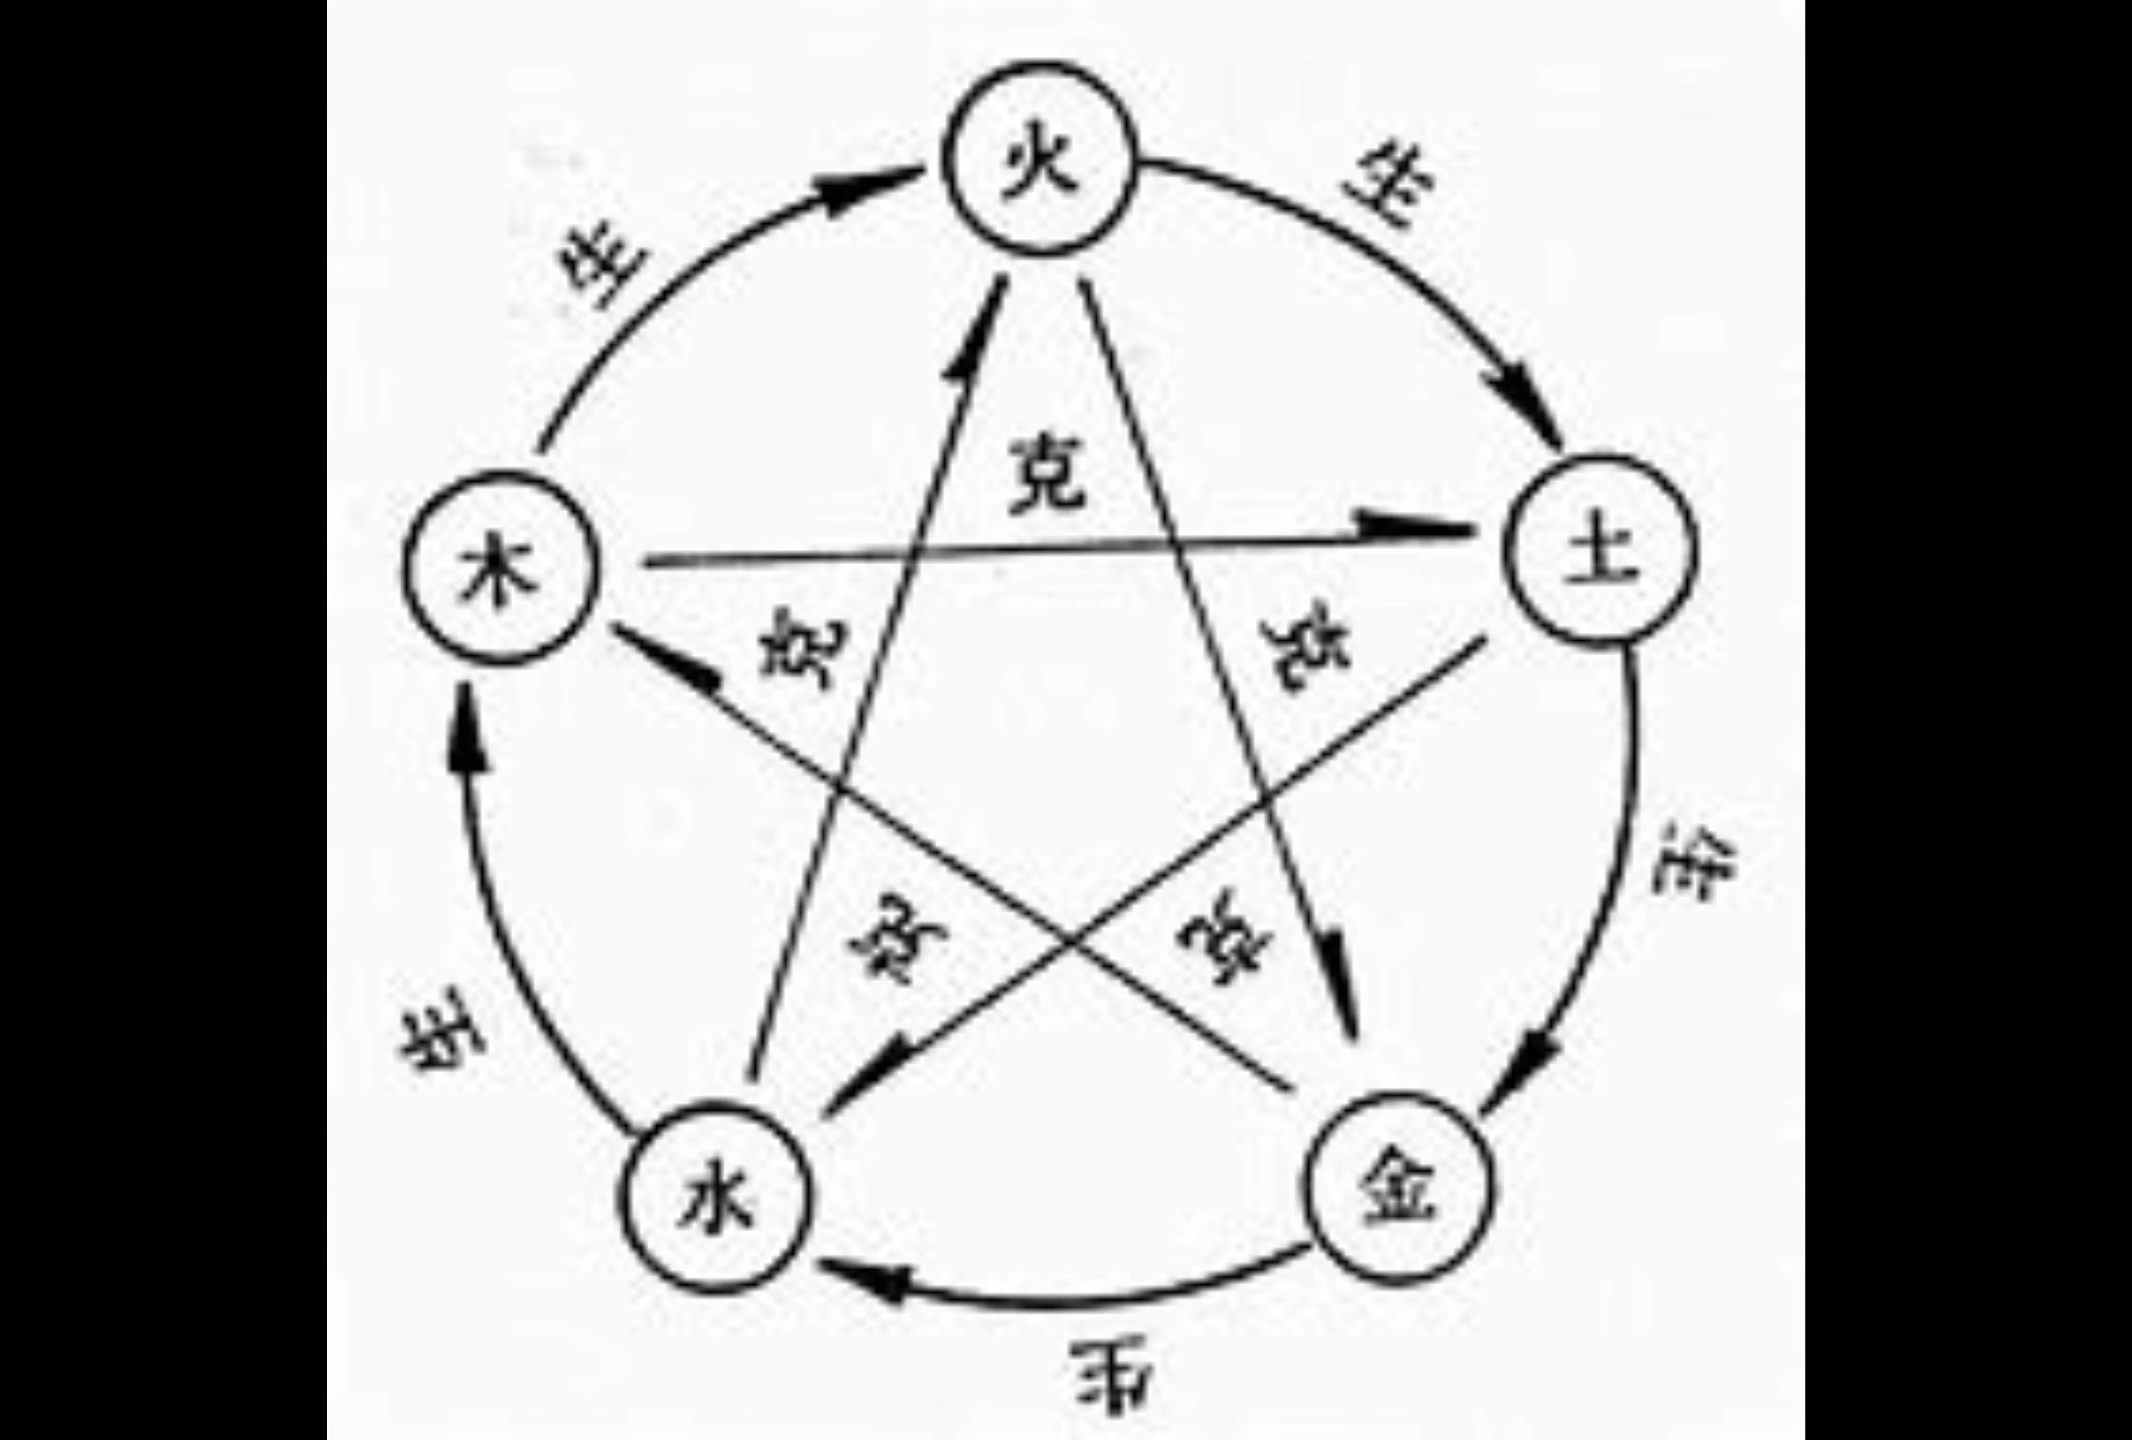 火
生
生
克
木
土
克
克
生
克
克
生
水
金
生